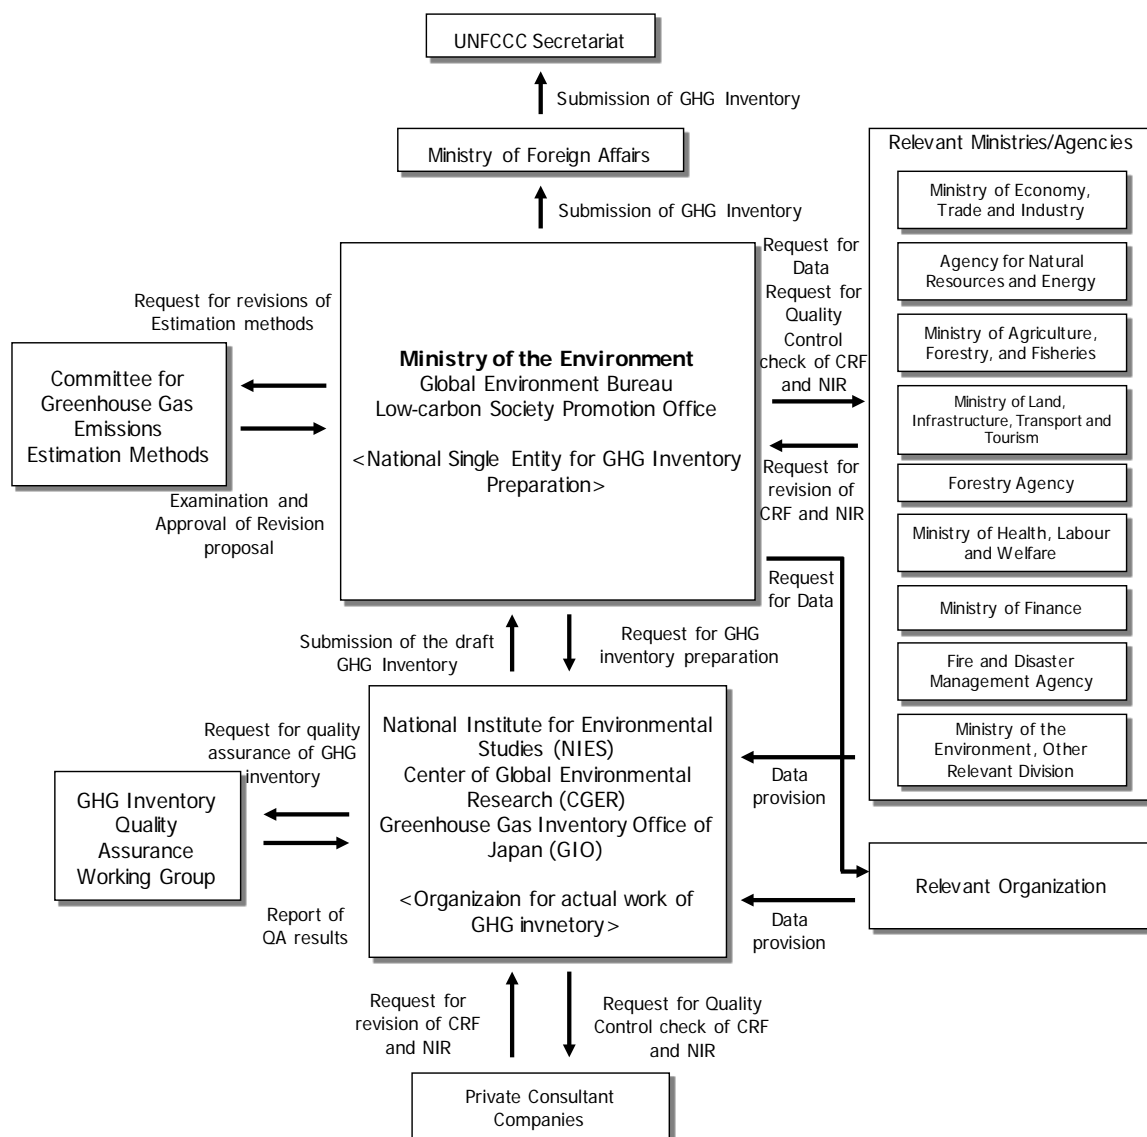 UNFCCC Secretariat
Submission of GHG Inventory
Ministry of Foreign Affairs
Submission of GHG Inventory
Relevant Ministries/Agencies
Ministry of Economy,
Trade and Industry
Agency for Natural
Resources and Energy
Ministry of Agriculture,
Forestry, and Fisheries
Ministry of Land,
Infrastructure, Transport and
Tourism
Forestry Agency
Ministry of Health, Labour
and Welfare
Ministry of Finance
Fire and Disaster
Management Agency
Ministry of the
Environment, Other
Relevant Division
Request for
Data
Request for
Quality
Control
check of CRF
and NIR
Request for
revision of
CRF and NIR
Request
for Data
Request for revisions of
Estimation methods
Committee for
Greenhouse Gas
Emissions
Estimation Methods
Examination and
Approval of Revision
proposal
Ministry of the Environment
Global Environment Bureau
Low-carbon Society Promotion Office
<National Single Entity for GHG Inventory
Preparation>
Submission of the draft
GHG Inventory
Request for GHG
inventory preparation
Request for quality
assurance of GHG
inventory
GHG Inventory
Quality
Assurance
Working Group
Report of
QA results
National Institute for Environmental
Studies (NIES)
Center of Global Environmental
Research (CGER)
Greenhouse Gas Inventory Office of
Japan (GIO)
<Organizaion for actual work of
GHG invnetory>
Data
provision
Relevant Organization
Data
provision
Request for
revision of CRF
and NIR
Request for Quality
Control check of CRF
and NIR
Private Consultant
Companies